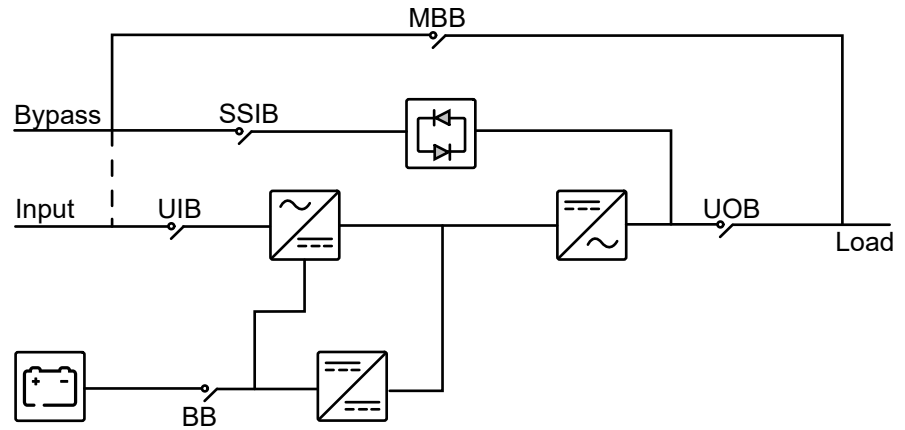 MBB
Bypass
SSIB
Input
UIB
UOB
Load
BB